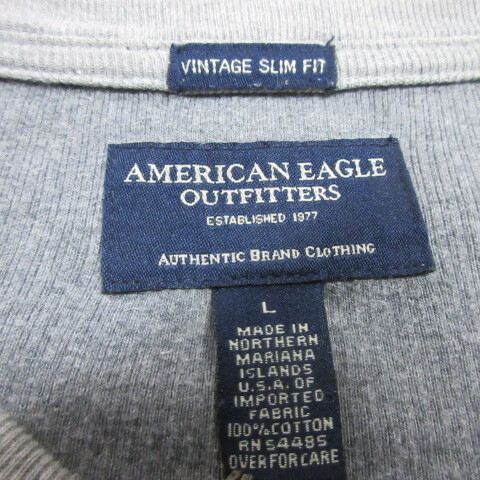 VINTAGE SLIM FIT
AMERICAN EAGLE
OUTFITTERS
ESTABLISHED 1977
AUTHENTIC BRAND CLOTHING
L
MADE IN
NORTHERN
MARIANA
ISLANDS
U.S.A. OF
IMPORTED
FABRIC
100% COTTON
RN 54485
OVER FOR CARE